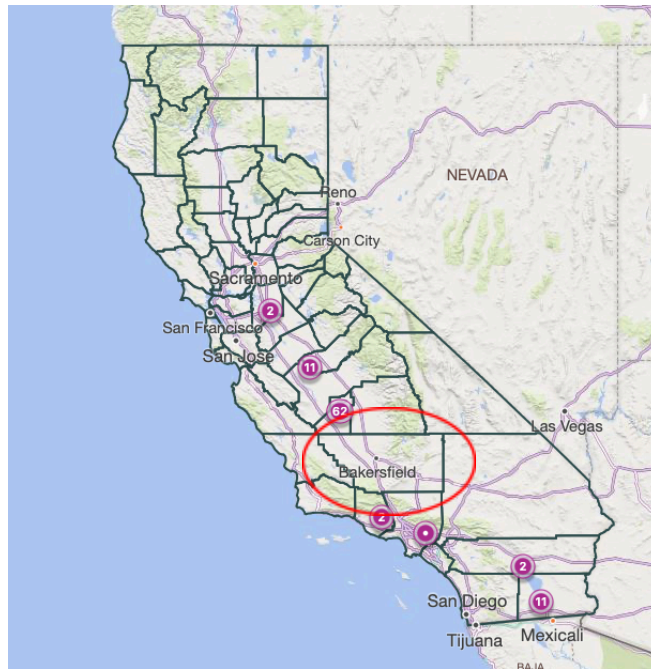 NEVADA
Reno
Carson City
Sacramento
2
San Francisco
San Jose
11
62
Las Vegas
Bakersfield
2
2
11
San Diego
Tijuana
Mexicali
BAJA